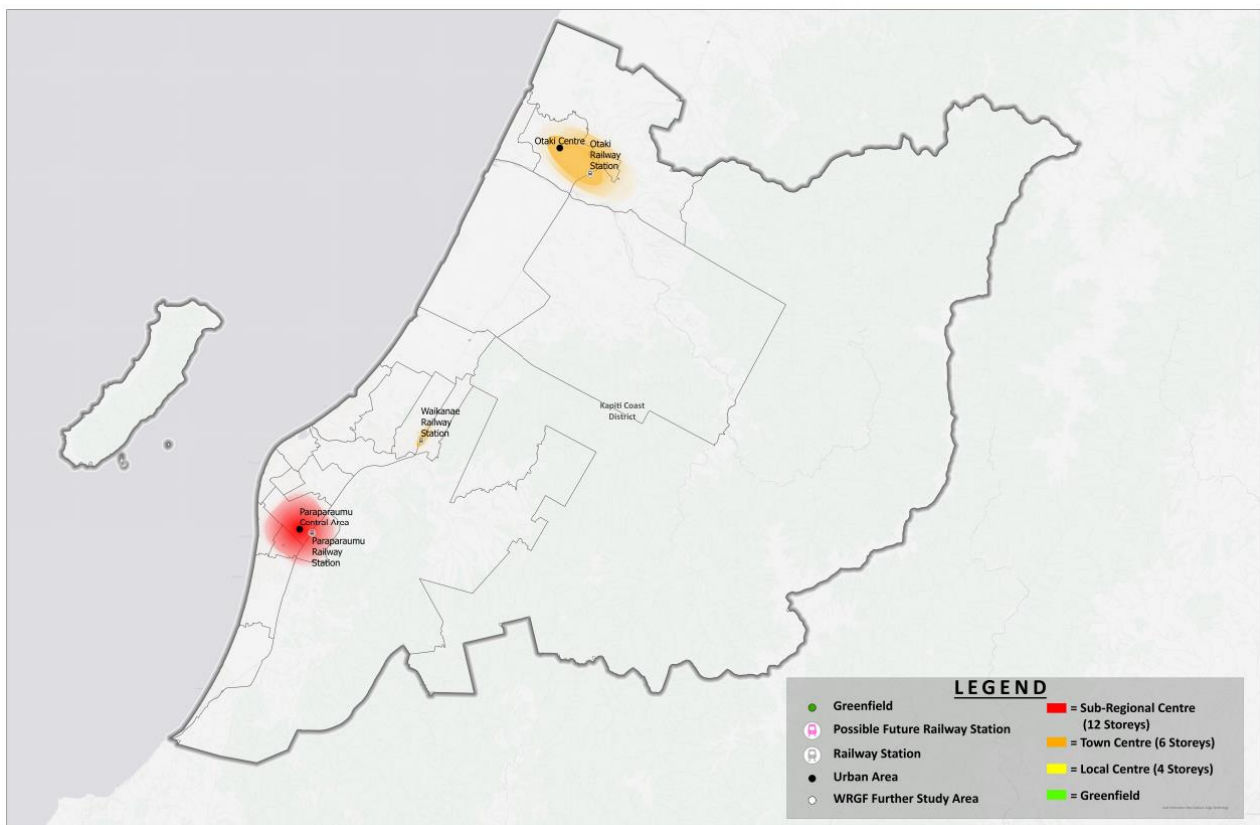 Otaki Centre
Otaki
Railway
Station
Waikanae
Railway
Station
Kapiti Coast
District
Paraparaumu
Central Area
Paraparaumu
Railway
Station
LEGEND
Greenfield
Possible Future Railway Station
Railway Station
Urban Area
WRGF Further Study Area
= Sub-Regional Centre
(12 Storeys)
= Town Centre (6 Storeys)
= Local Centre (4 Storeys)
= Greenfield